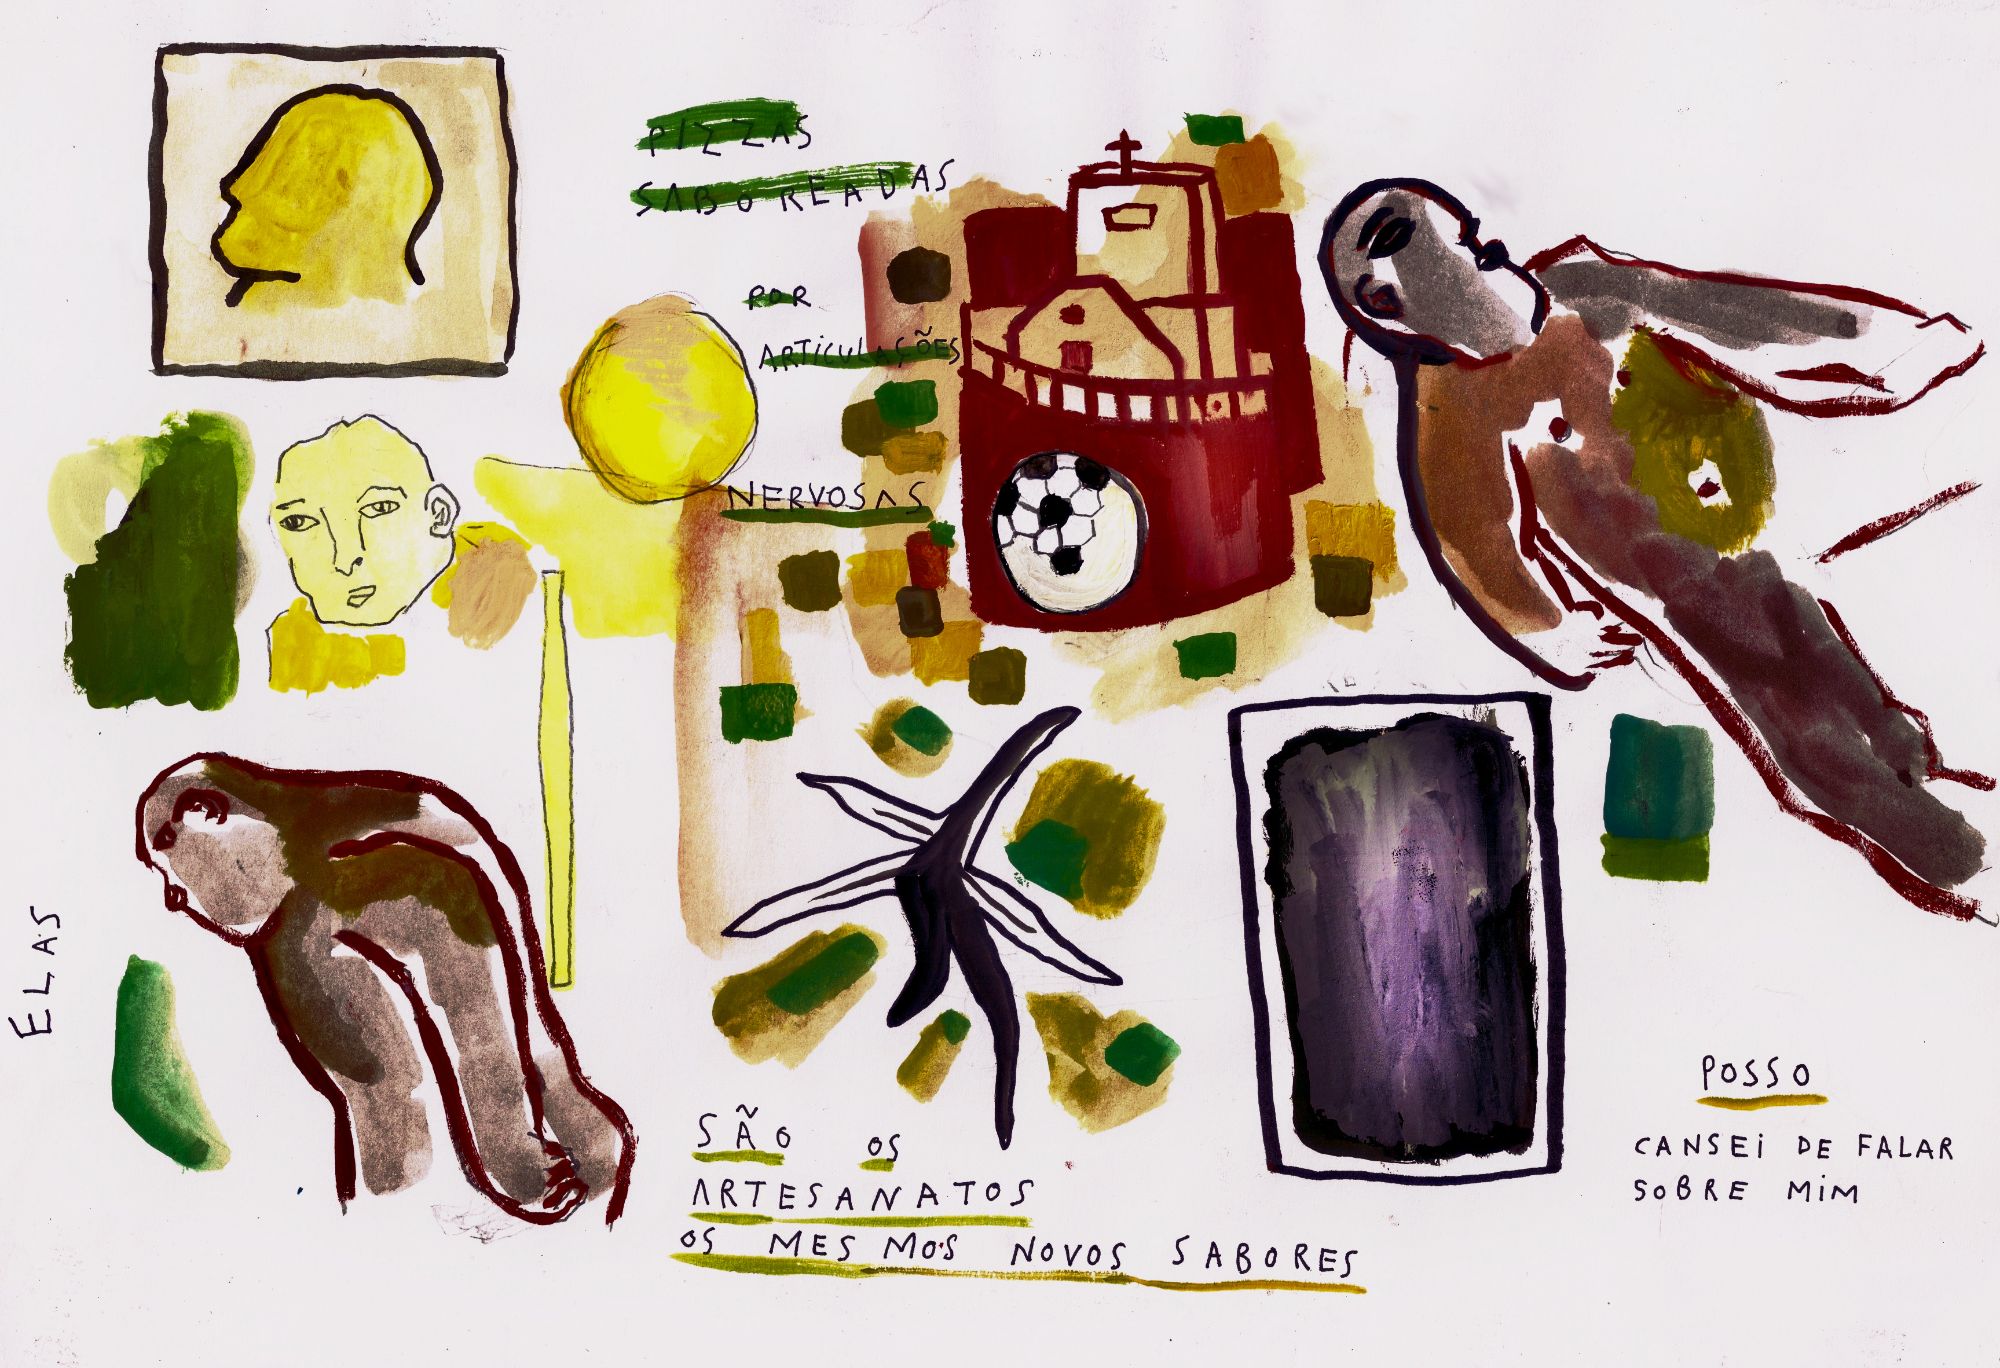 PIZZAS
SABOREADAS
POR
ARTiCULAÇÕES
NERVOSAS
ELAS
SÃO OS
ARTESANATOS
OS MESMOS NOVOS SABORES
POSSO
CANSEi DE FALAR
SOBRE MiM